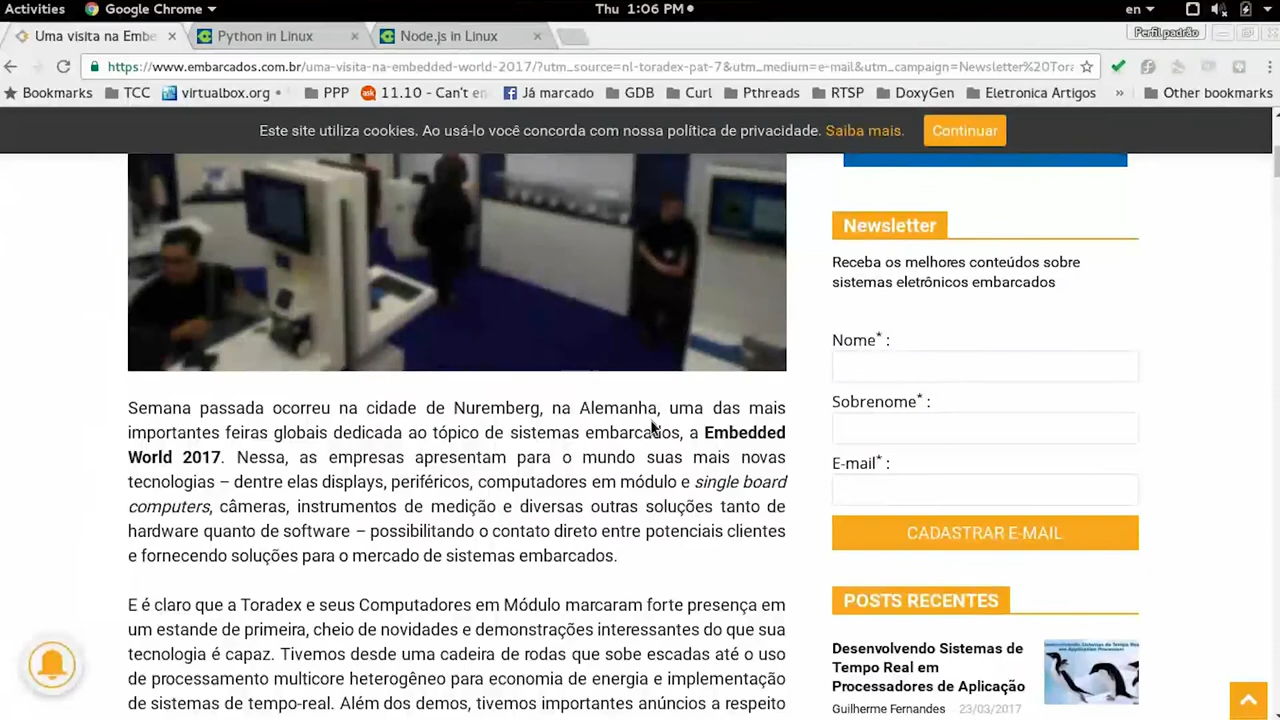 Activities Google Chrome Thu 1:06 PM en
Uma visita na Embe Python in Linux Node.js in Linux Perfil padrão
https://www.embarcados.com.br/uma-visita-na-embedded-world-2017/?utm_source=nl-toradex-pat-7&utm_medium=e-mail&utm_campaign=Newsletter%20Tora
Bookmarks TCC virtualbox.org PPP 11.10 - Can't en Já marcado GDB Curl Pthreads RTSP DoxyGen Eletronica Artigos » Other bookmarks
Este site utiliza cookies. Ao usá-lo você concorda com nossa política de privacidade. Saiba mais. Continuar
Semana passada ocorreu na cidade de Nuremberg, na Alemanha, uma das mais
importantes feiras globais dedicada ao tópico de sistemas embarcados, a Embedded
World 2017. Nessa, as empresas apresentam para o mundo suas mais novas
tecnologias – dentre elas displays, periféricos, computadores em módulo e single board
computers, câmeras, instrumentos de medição e diversas outras soluções tanto de
hardware quanto de software – possibilitando o contato direto entre potenciais clientes
e fornecendo soluções para o mercado de sistemas embarcados.
E é claro que a Toradex e seus Computadores em Módulo marcaram forte presença em
um estande de primeira, cheio de novidades e demonstrações interessantes do que sua
tecnologia é capaz. Tivemos desde cadeira de rodas que sobe escadas até o uso
de processamento multicore heterogêneo para economia de energia e implementação
de sistemas de tempo-real. Além dos demos, tivemos importantes anúncios a respeito
Newsletter
Receba os melhores conteúdos sobre
sistemas eletrônicos embarcados
Nome* :
Sobrenome* :
E-mail* :
CADASTRAR E-MAIL
POSTS RECENTES
Desenvolvendo Sistemas de
Tempo Real em
Processadores de Aplicação
Guilherme Fernandes - 23/03/2017